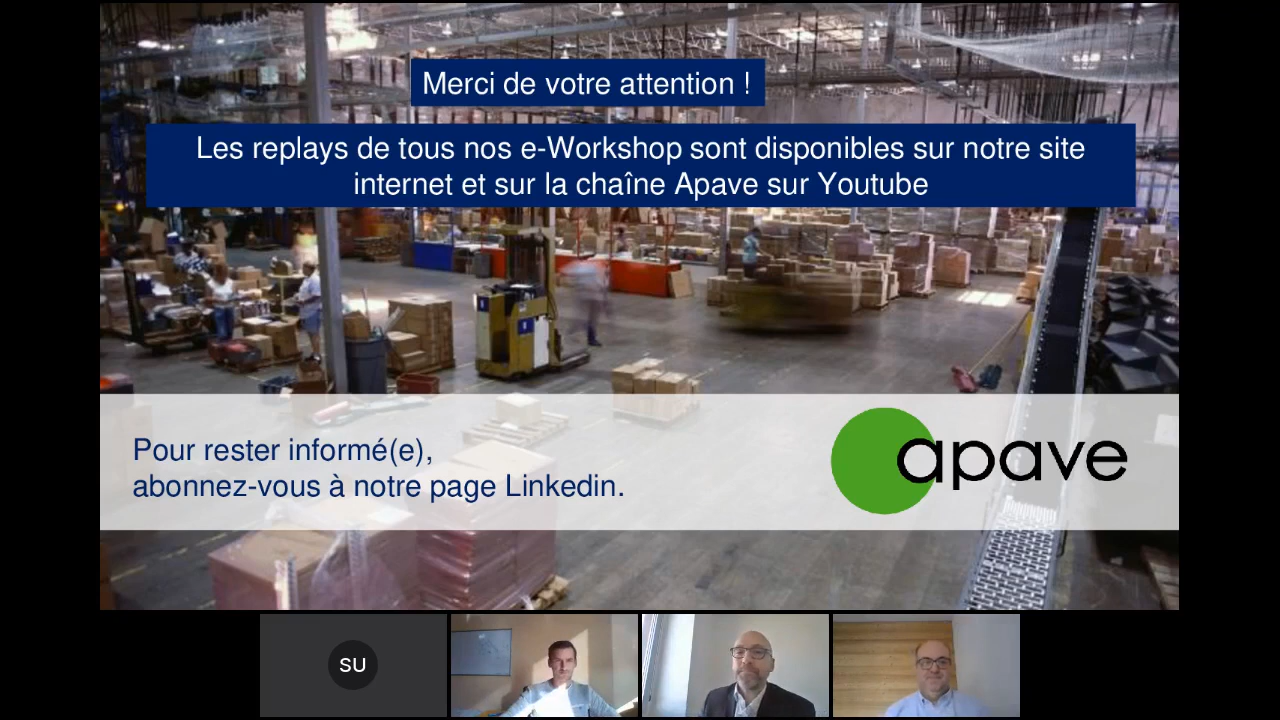 Merci de votre attention !
Les replays de tous nos e-Workshop sont disponibles sur notre site
internet et sur la chaîne Apave sur Youtube
Pour rester informé(e),
abonnez-vous à notre page Linkedin.
apave
SU